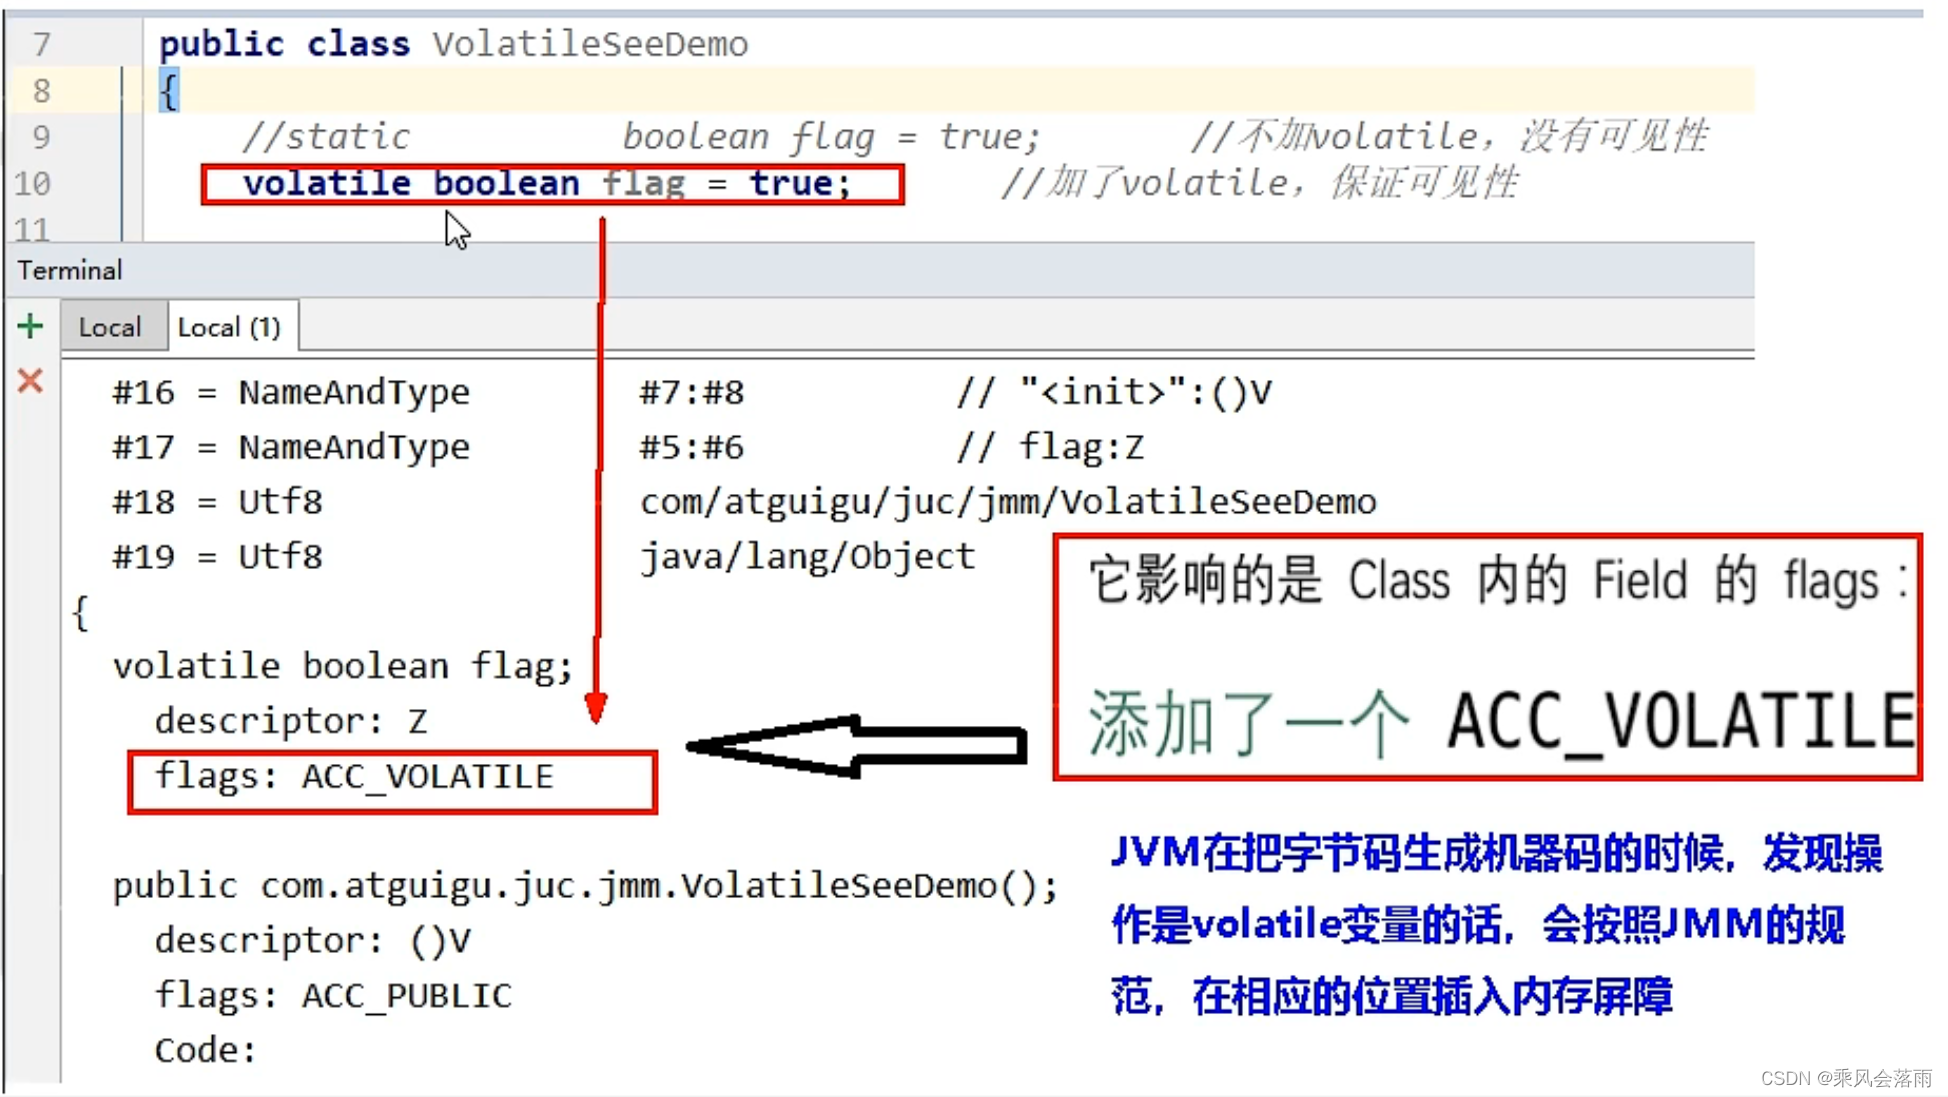 7 public class VolatileSeeDemo
8 {
9 //static boolean flag = true; //不加volatile，没有可见性
10 volatile boolean flag = true; //加了volatile，保证可见性
11
Terminal
+ Local Local (1)
#16 = NameAndType #7:#8 // "<init>":()V
#17 = NameAndType #5:#6 // flag:Z
#18 = Utf8 com/atguigu/juc/jmm/VolatileSeeDemo
#19 = Utf8 java/lang/Object
{
volatile boolean flag;
descriptor: Z
flags: ACC_VOLATILE
public com.atguigu.juc.jmm.VolatileSeeDemo();
descriptor: ()V
flags: ACC_PUBLIC
Code:
它影响的是 Class 内的 Field 的 flags：
添加了一个 ACC_VOLATILE
JVM在把字节码生成机器码的时候，发现操
作是volatile变量的话，会按照JMM的规
范，在相应的位置插入内存屏障
CSDN @乘风会落雨